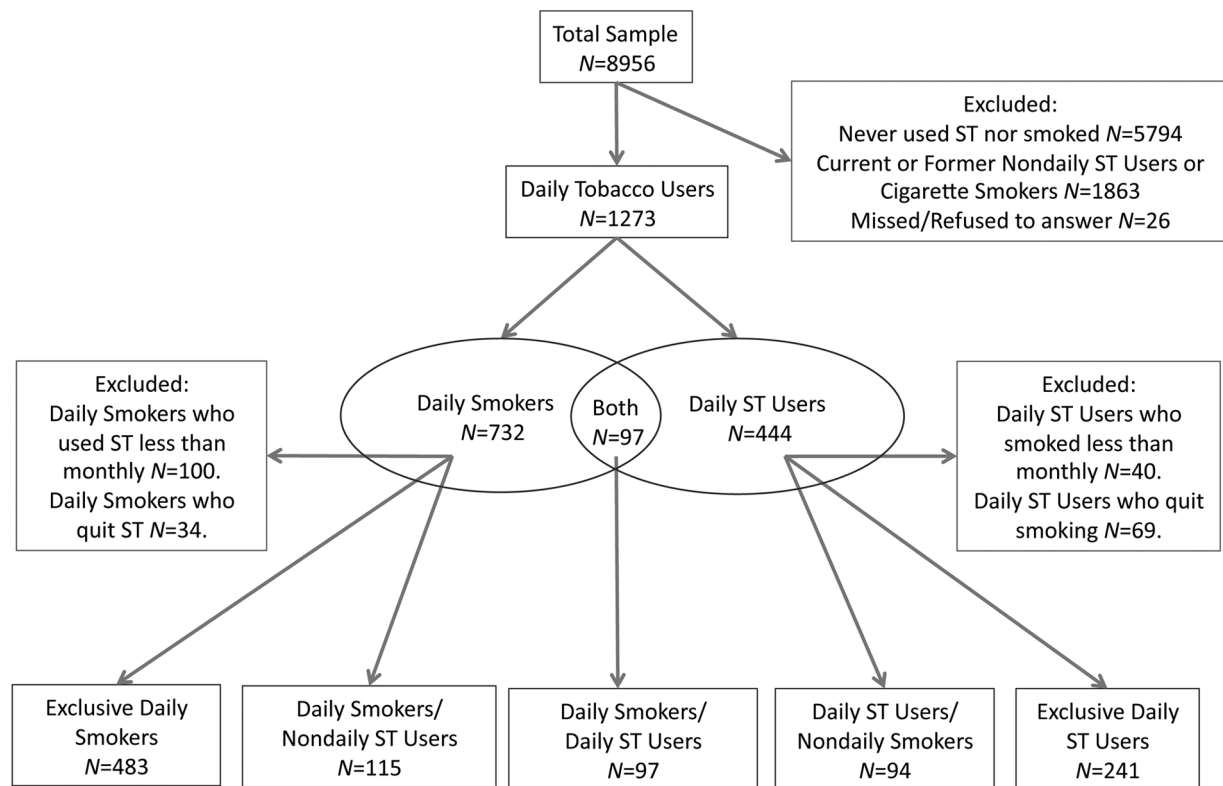 Total Sample
N=8956
Excluded:
Never used ST nor smoked N=5794
Current or Former Nondaily ST Users or
Cigarette Smokers N=1863
Missed/Refused to answer N=26
Daily Tobacco Users
N=1273
Excluded:
Daily Smokers who
used ST less than
monthly N=100.
Daily Smokers who
quit ST N=34.
Daily Smokers
N=732
Both
N=97
Daily ST Users
N=444
Excluded:
Daily ST Users who
smoked less than
monthly N=40.
Daily ST Users who quit
smoking N=69.
Exclusive Daily
Smokers
N=483
Daily Smokers/
Nondaily ST Users
N=115
Daily Smokers/
Daily ST Users
N=97
Daily ST Users/
Nondaily Smokers
N=94
Exclusive Daily
ST Users
N=241